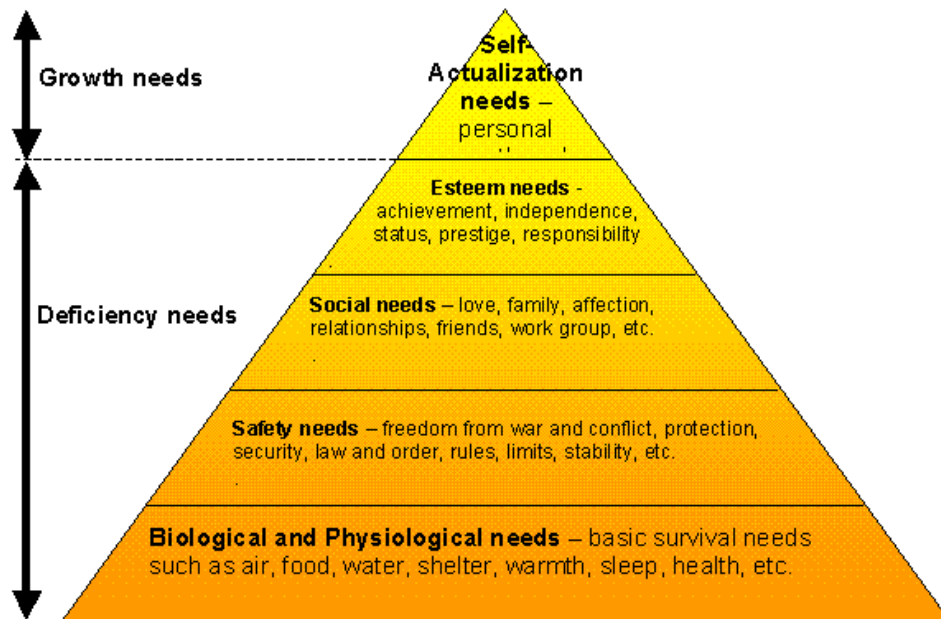 Self-
Actualization
needs –
personal
Growth needs
Esteem needs -
achievement, independence,
status, prestige, responsibility
.
Social needs – love, family, affection,
relationships, friends, work group, etc.
.
Deficiency needs
Safety needs – freedom from war and conflict, protection,
security, law and order, rules, limits, stability, etc.
.
Biological and Physiological needs – basic survival needs
such as air, food, water, shelter, warmth, sleep, health, etc.